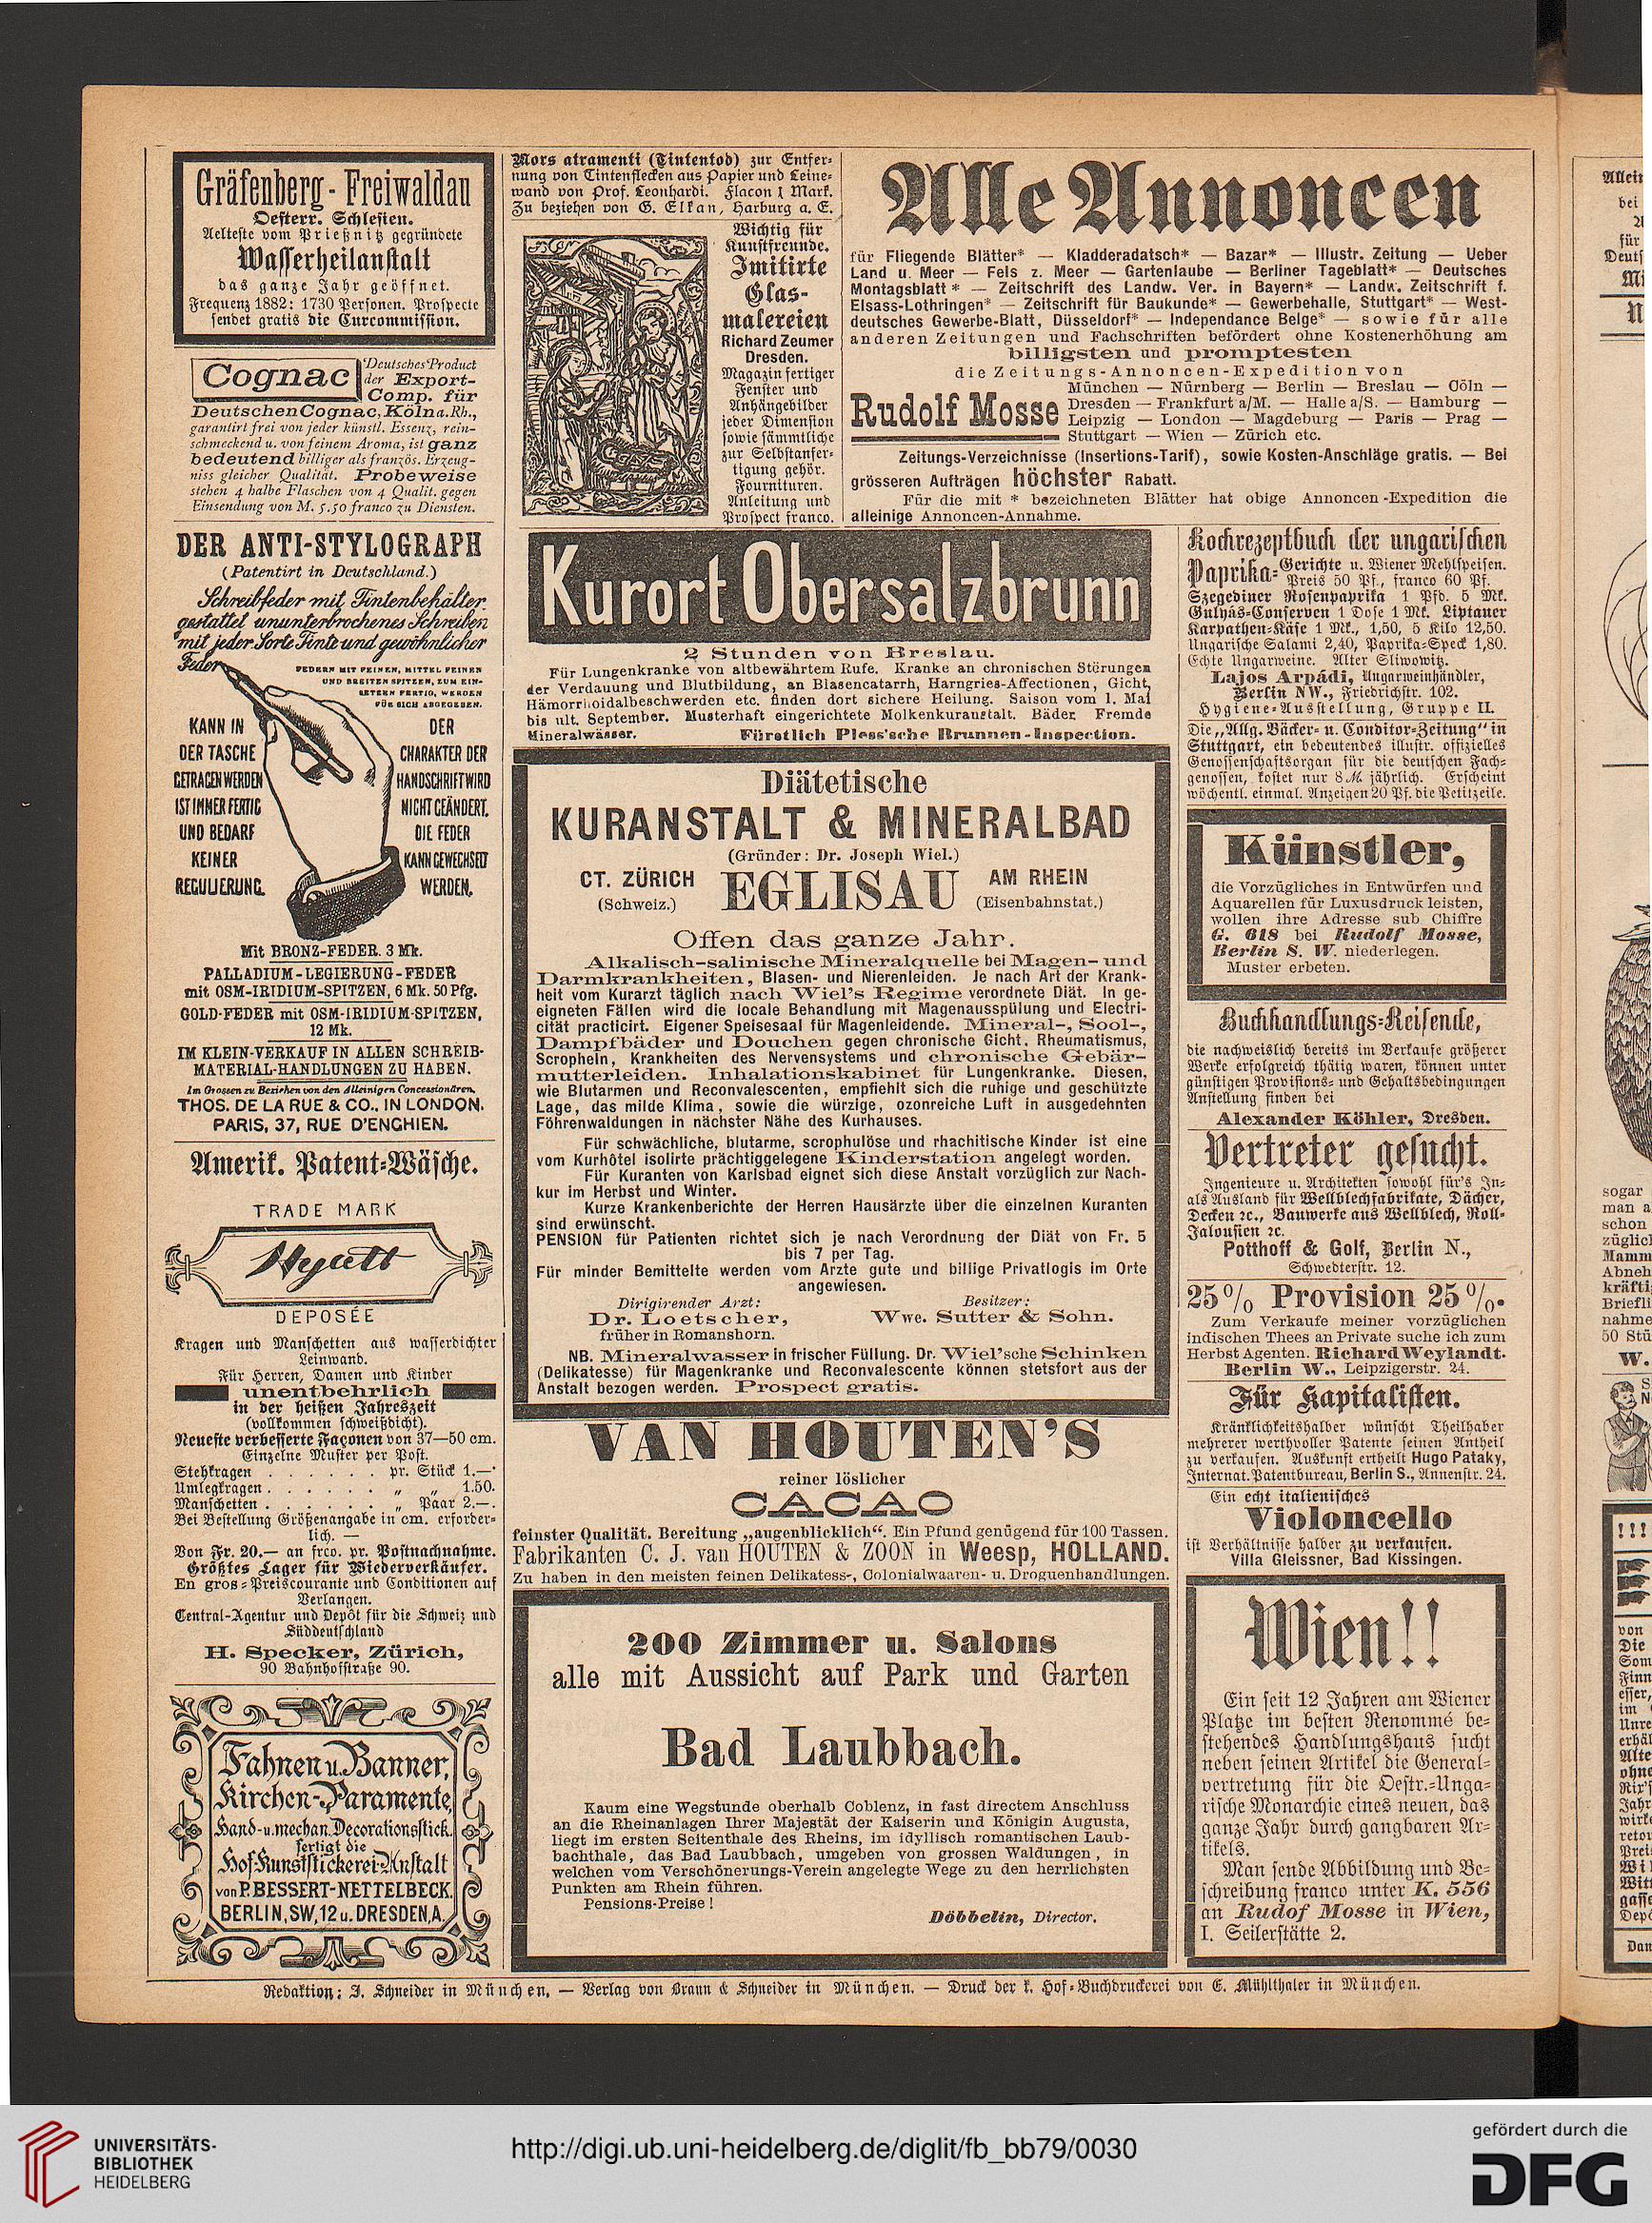 Gräfenberg - Freiwaldau
Oesterr. Schlesien.
Aelteste vom Prießnitz gegründete
Wasserheilanstalt
das ganze Jahr geöffnet.
Frequenz 1882: 1730 Personen. Prospecte
sendet gratis die Curcommission.
Cognac
Deutsches Product
der Export-
Comp. für
Deutschen Cognac, Köln a. Rh.,
garantirt frei von jeder künstl. Essenz, rein-
schmeckend u. von feinem Aroma, ist ganz
bedeutend billiger als französ. Erzeug-
niss gleicher Qualität. Probeweise
stehen 4 halbe Flaschen von 4 Qualit. gegen
Einsendung von M. 5.50 franco zu Diensten.
DER ANTI-STYLOGRAPH
(Patentirt in Deutschland.)
Schreibfeder mit Tintenbehälter,
gestattet ununterbrochenes Schreiben
mit jeder Sorte Tinte und gewöhnlicher
Feder
FEDERN MIT FEINEN, MITTEL FEINEN
UND BREITEN SPITZEN, ZUM EIN-
SETZEN FERTIG, WERDEN
FÜR SICH ABGEGEBEN.
KANN IN
DER TASCHE
GETRAGEN WERDEN
IST IMMER FERTIG
UND BEDARF
KEINER
REGULIERUNG.
DER
CHARAKTER DER
HANDSCHRIFT WIRD
NICHT GEÄNDERT.
DIE FEDER
KANN GEWECHSELT
WERDEN.
Mit BRONZ-FEDER. 3 Mk.
PALLADIUM-LEGIERUNG-FEDER
mit OSM-IRIDIUM-SPITZEN, 6 Mk. 50 Pfg.
GOLD-FEDER mit OSM-IRIDIUM-SPITZEN,
12 Mk.
IM KLEIN-VERKAUF IN ALLEN SCHREIB-
MATERIAL-HANDLUNGEN ZU HABEN.
Im Grossen zu Beziehen von den Alleinigen Concessionären.
THOS. DE LA RUE & CO., IN LONDON.
PARIS, 37, RUE D'ENGHIEN.
Amerik. Patent-Wäsche.
TRADE MARK
Hyatt
DEPOSÉE
Kragen und Manschetten aus wasserdichter
Leinwand.
Für Herren, Damen und Kinder
unentbehrlich
in der heißen Jahreszeit
(vollkommen schweißdicht).
Neueste verbesserte Façonen von 37—50 cm.
Einzelne Muster per Post.
Stehkragen . . . . . . pr. Stück 1.—
Umlegkragen . . . . . . „ „ 1.50.
Manschetten . . . . . . „ Paar 2.—.
Bei Bestellung Größenangabe in cm. erforder-
lich. —
Von Fr. 20.— an frco. pr. Postnachnahme.
Größtes Lager für Wiederverkäufer.
En gros-Preiscourante und Conditionen auf
Verlangen.
Central-Agentur und Depôt für die Schweiz und
Süddeutschland
H. Specker, Zürich,
90 Bahnhofstraße 90.
Fahnen u. Banner,
Kirchen-Paramente,
Hand- u. mechan. Decorationsstick.
fertigt die
Hof-Kunststickerei-Anstalt
von P. BESSERT-NETTELBECK.
BERLIN, SW, 12 u. DRESDEN, A.
Mors atramenti (Tintentod) zur Entfer-
nung von Tintenflecken aus Papier und Leine-
wand von Prof. Leonhardi. Flacon 1 Mark.
Zu beziehen von G. Elkan, Harburg a. E.
Wichtig für
Kunstfreunde.
Imitirte
Glas-
malereien
Richard Zeumer
Dresden.
Magazin fertiger
Fenster und
Anhängebilder
jeder Dimension
sowie sämmtliche
zur Selbstanfer-
tigung gehör.
Fournituren.
Anleitung und
Prospect franco.
Alle Annoncen
für Fliegende Blätter* — Kladderadatsch* — Bazar* — Illustr. Zeitung — Ueber
Land u. Meer — Fels z. Meer — Gartenlaube — Berliner Tageblatt* — Deutsches
Montagsblatt* — Zeitschrift des Landw. Ver. in Bayern* — Landw. Zeitschrift f.
Elsass-Lothringen* — Zeitschrift für Baukunde* — Gewerbehalle, Stuttgart* — West-
deutsches Gewerbe-Blatt, Düsseldorf* — Independance Belge* — sowie für alle
anderen Zeitungen und Fachschriften befördert ohne Kostenerhöhung am
billigsten und promptesten
die Zeitungs-Annoncen-Expedition von
Rudolf Mosse
München — Nürnberg — Berlin — Breslau — Cöln —
Dresden — Frankfurt a/M. — Halle a/S. — Hamburg —
Leipzig — London — Magdeburg — Paris — Prag —
Stuttgart — Wien — Zürich etc.
Zeitungs-Verzeichnisse (Insertions-Tarif), sowie Kosten-Anschläge gratis. — Bei
grösseren Aufträgen höchster Rabatt.
Für die mit * bezeichneten Blätter hat obige Annoncen-Expedition die
alleinige Annoncen-Annahme.
Kurort Obersalzbrunn
2 Stunden von Breslau.
Für Lungenkranke von altbewährtem Rufe. Kranke an chronischen Störungen
der Verdauung und Blutbildung, an Blasencatarrh, Harngries-Affectionen, Gicht,
Hämorrhoidalbeschwerden etc. finden dort sichere Heilung. Saison vom 1. Mai
bis ult. September. Musterhaft eingerichtete Molkenkuranstalt. Bäder. Fremde
Mineralwässer. Fürstlich Pless'sche Brunnen-Inspection.
Diätetische
KURANSTALT & MINERALBAD
(Gründer: Dr. Joseph Wiel.)
CT. ZÜRICH EGLISAU AM RHEIN
(Schweiz.) (Eisenbahnstat.)
Offen das ganze Jahr.
Alkalisch-salinische Mineralquelle bei Magen- und
Darmkrankheiten, Blasen- und Nierenleiden. Je nach Art der Krank-
heit vom Kurarzt täglich nach Wiel's Regime verordnete Diät. In ge-
eigneten Fällen wird die locale Behandlung mit Magenausspülung und Electri-
cität practicirt. Eigener Speisesaal für Magenleidende. Mineral-, Sool-,
Dampfbäder und Douchen gegen chronische Gicht. Rheumatismus,
Scropheln, Krankheiten des Nervensystems und chronische Gebär-
mutterleiden. Inhalationskabinet für Lungenkranke. Diesen,
wie Blutarmen und Reconvalescenten, empfiehlt sich die ruhige und geschützte
Lage, das milde Klima, sowie die würzige, ozonreiche Luft in ausgedehnten
Föhrenwaldungen in nächster Nähe des Kurhauses.
Für schwächliche, blutarme, scrophulöse und rhachitische Kinder ist eine
vom Kurhôtel isolirte prächtiggelegene Kinderstation angelegt worden.
Für Kuranten von Karlsbad eignet sich diese Anstalt vorzüglich zur Nach-
kur im Herbst und Winter.
Kurze Krankenberichte der Herren Hausärzte über die einzelnen Kuranten
sind erwünscht.
PENSION für Patienten richtet sich je nach Verordnung der Diät von Fr. 5
bis 7 per Tag.
Für minder Bemittelte werden vom Arzte gute und billige Privatlogis im Orte
angewiesen.
Dirigirender Arzt: Besitzer:
Dr. Loetscher, Wwe. Sutter & Sohn.
früher in Romanshorn.
NB. Mineralwasser in frischer Füllung. Dr. Wiel'sche Schinken
(Delikatesse) für Magenkranke und Reconvalescente können stetsfort aus der
Anstalt bezogen werden. Prospect gratis.
VAN HOUTEN'S
reiner löslicher
CACAO
feinster Qualität. Bereitung „augenblicklich“. Ein Pfund genügend für 100 Tassen.
Fabrikanten C. J. van HOUTEN & ZOON in Weesp, HOLLAND.
Zu haben in den meisten feinen Delikatess-, Colonialwaaren- u. Droguenhandlungen.
200 Zimmer u. Salons
alle mit Aussicht auf Park und Garten
Bad Laubbach.
Kaum eine Wegstunde oberhalb Coblenz, in fast directem Anschluss
an die Rheinanlagen Ihrer Majestät der Kaiserin und Königin Augusta,
liegt im ersten Seitenthale des Rheins, im idyllisch romantischen Laub-
bachthale, das Bad Laubbach, umgeben von grossen Waldungen, in
welchen vom Verschönerungs-Verein angelegte Wege zu den herrlichsten
Punkten am Rhein führen.
Pensions-Preise!
Döbbelin, Director.
Kochrezeptbuch der ungarischen
Paprika-Gerichte u. Wiener Mehlspeisen.
Preis 50 Pf., franco 60 Pf.
Szegediner Rosenpaprika 1 Pfd. 5 Mk.
Gulyás-Conserven 1 Dose 1 Mk. Liptauer
Karpathen-Käse 1 Mk., 1,50, 5 Kilo 12,50.
Ungarische Salami 2,40, Paprika-Speck 1,80.
Echte Ungarweine. Alter Sliwowitz.
Lajos Arpádi, Ungarweinhändler,
Berlin NW., Friedrichstr. 102.
Hygiene-Ausstellung, Gruppe II.
Die „Allg. Bäcker- u. Conditor-Zeitung“ in
Stuttgart, ein bedeutendes illustr. offizielles
Genossenschaftsorgan für die deutschen Fach-
genossen, kostet nur 8 M. jährlich. Erscheint
wöchentl. einmal. Anzeigen 20 Pf. die Petitzeile.
Künstler,
die Vorzügliches in Entwürfen und
Aquarellen für Luxusdruck leisten,
wollen ihre Adresse sub Chiffre
G. 618 bei Rudolf Mosse,
Berlin S. W. niederlegen.
Muster erbeten.
Buchhandlungs-Reisende,
die nachweislich bereits im Verkaufe größerer
Werke erfolgreich thätig waren, können unter
günstigen Provisions- und Gehaltsbedingungen
Anstellung finden bei
Alexander Köhler, Dresden.
Vertreter gesucht.
Ingenieure u. Architekten sowohl für's In-
als Ausland für Wellblechfabrikate, Dächer,
Decken 2c., Bauwerke aus Wellblech, Roll-
Jalousien 2c.
Potthoff & Golf, Berlin N.,
Schwedterstr. 12.
25% Provision 25%.
Zum Verkaufe meiner vorzüglichen
indischen Thees an Private suche ich zum
Herbst Agenten. Richard Weylandt.
Berlin W., Leipzigerstr. 24.
Für Kapitalisten.
Kränklichkeitshalber wünscht Theilhaber
mehrerer werthvoller Patente seinen Antheil
zu verkaufen. Auskunft ertheilt Hugo Pataky,
Internat. Patentbureau, Berlin S., Annenstr. 24.
Ein echt italienisches
Violoncello
ist Verhältnisse halber zu verkaufen.
Villa Gleissner, Bad Kissingen.
Wien!!
Ein seit 12 Jahren am Wiener
Platze im besten Renommé be-
stehendes Handlungshaus sucht
neben seinen Artikel die General-
vertretung für die Oestr.-Unga-
rische Monarchie eines neuen, das
ganze Jahr durch gangbaren Ar-
tikels.
Man sende Abbildung und Be-
schreibung franco unter K. 556
an Rudof Mosse in Wien,
I. Seilerstätte 2.
Redaktion: J. Schneider in München. — Verlag von Braun & Schneider in München. — Druck der k. Hof-Buchdruckerei von E. Mühlthaler in München.
UNIVERSITÄTS-
BIBLIOTHEK
HEIDELBERG
http://digi.ub.uni-heidelberg.de/diglit/fb_bb79/0030
gefördert durch die
DFG